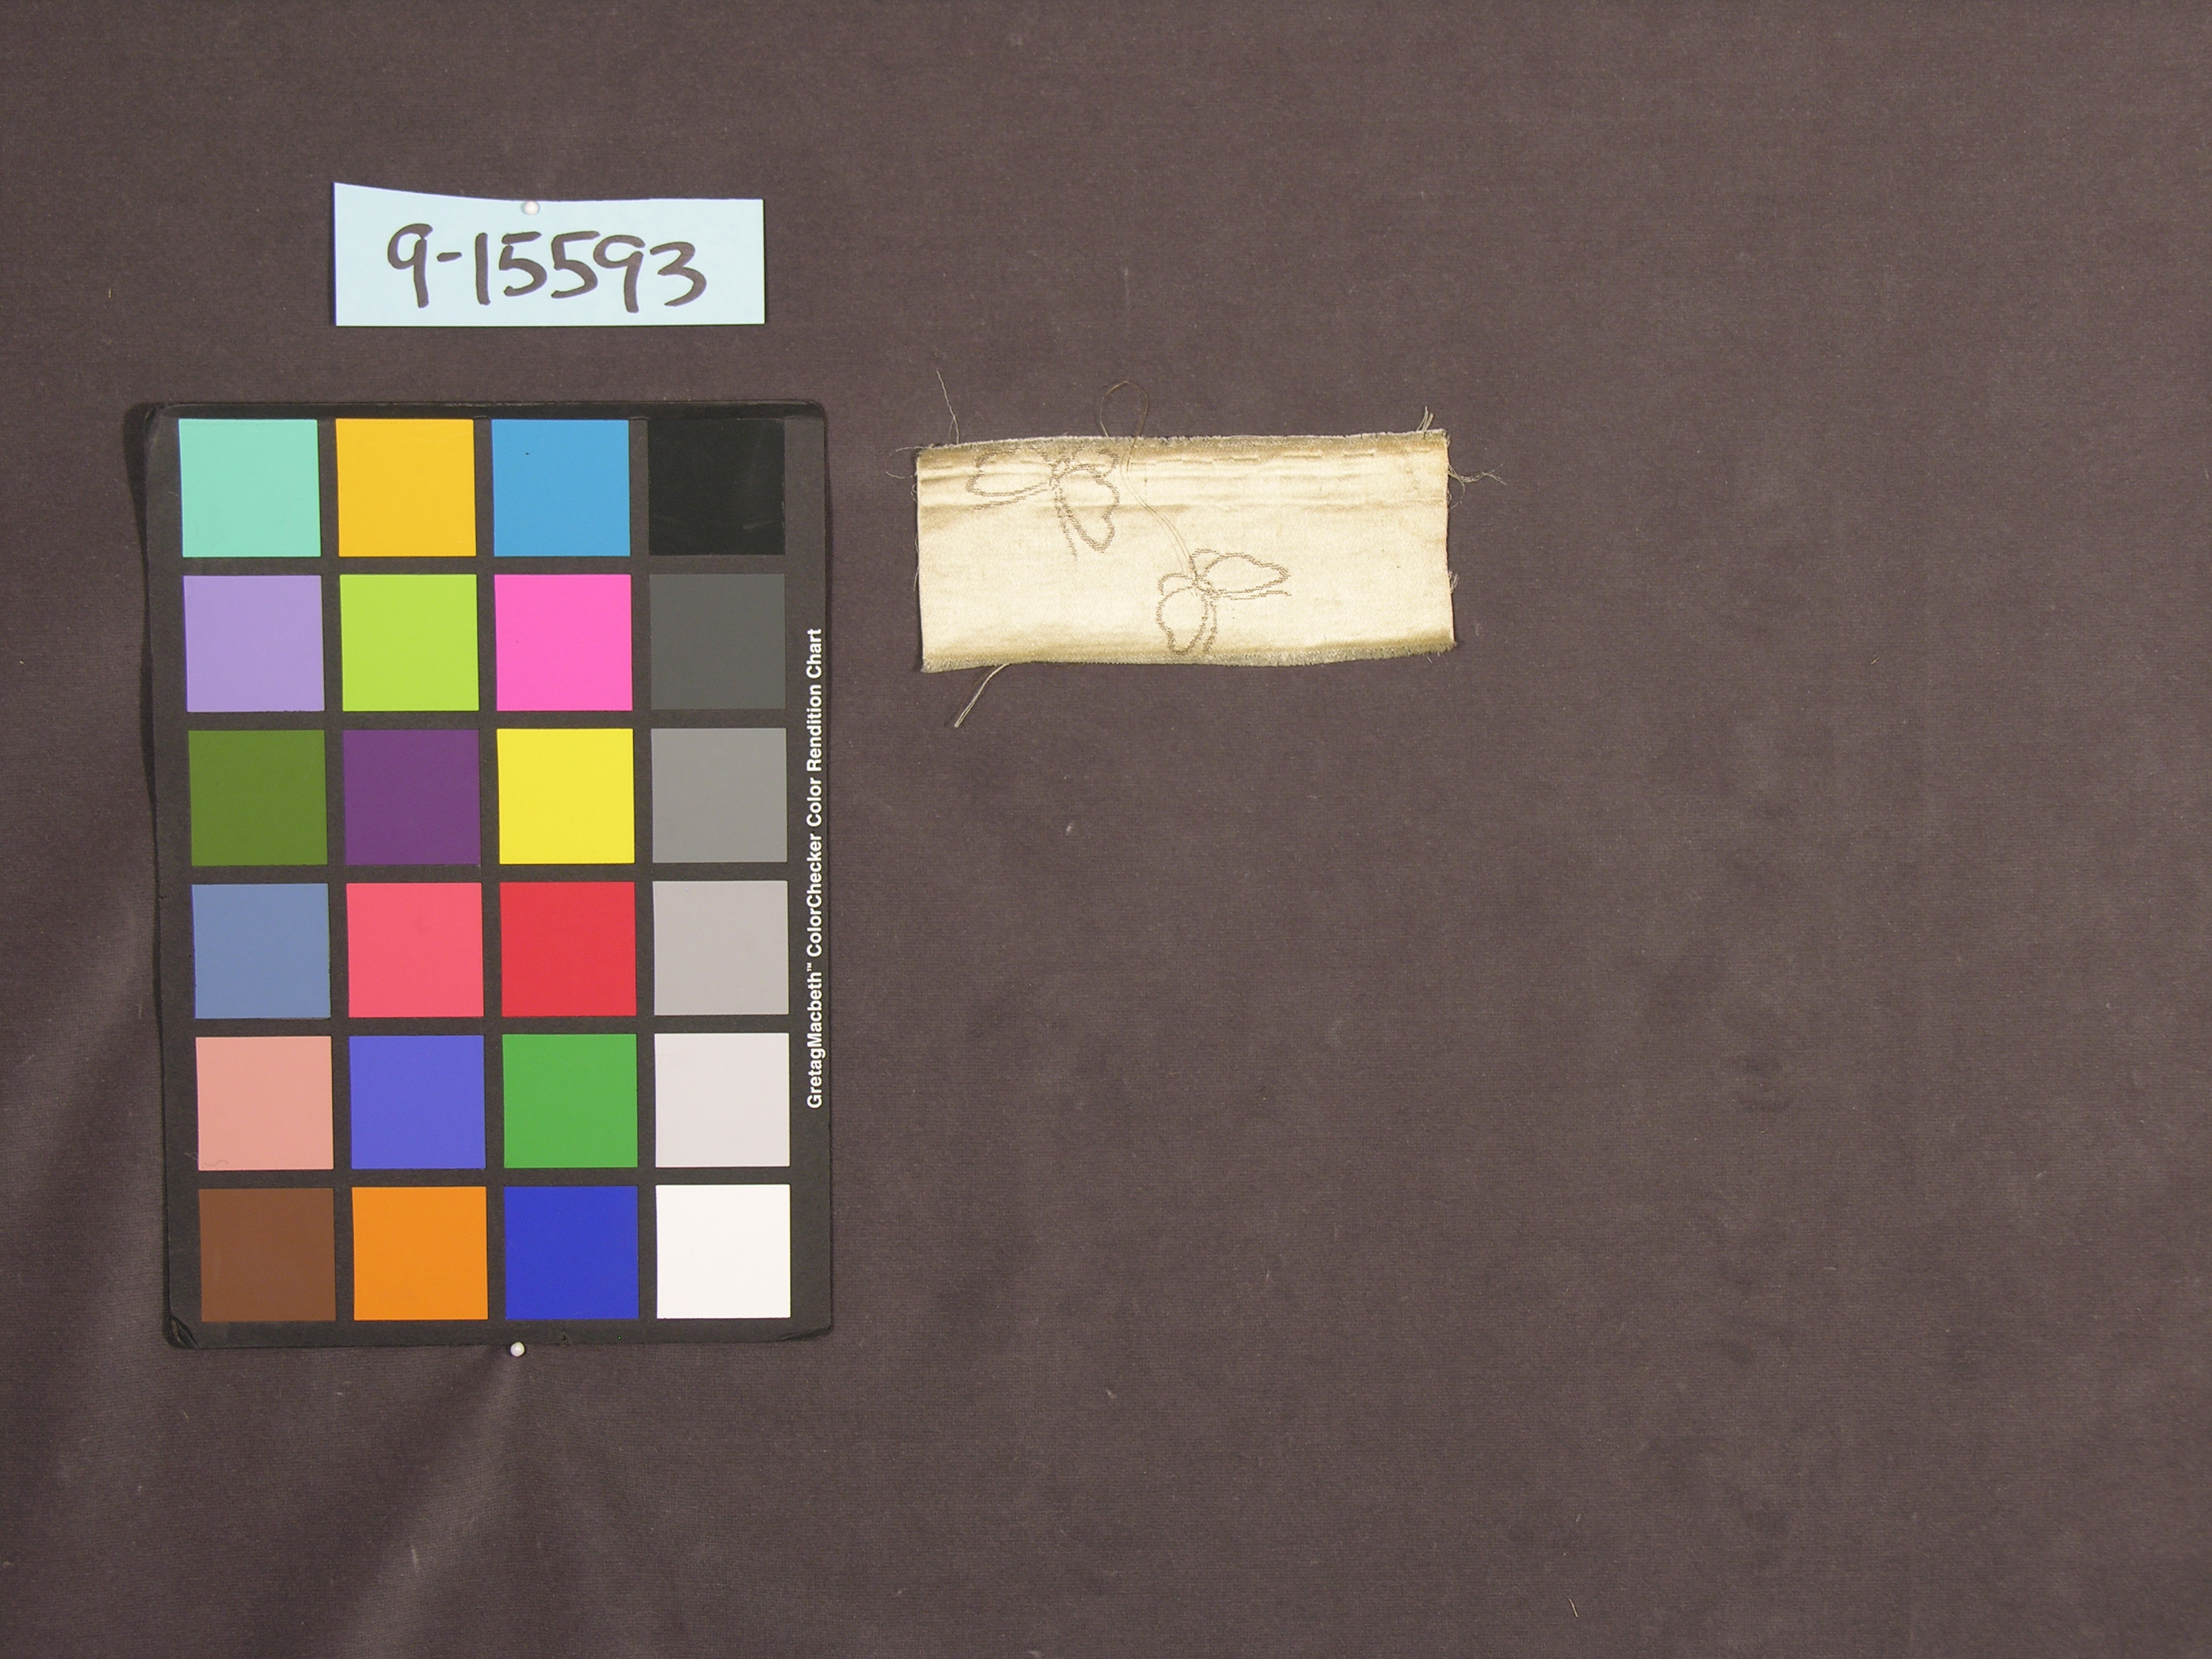 9-15593
GretagMacbeth™ ColorChecker Color Rendition Chart